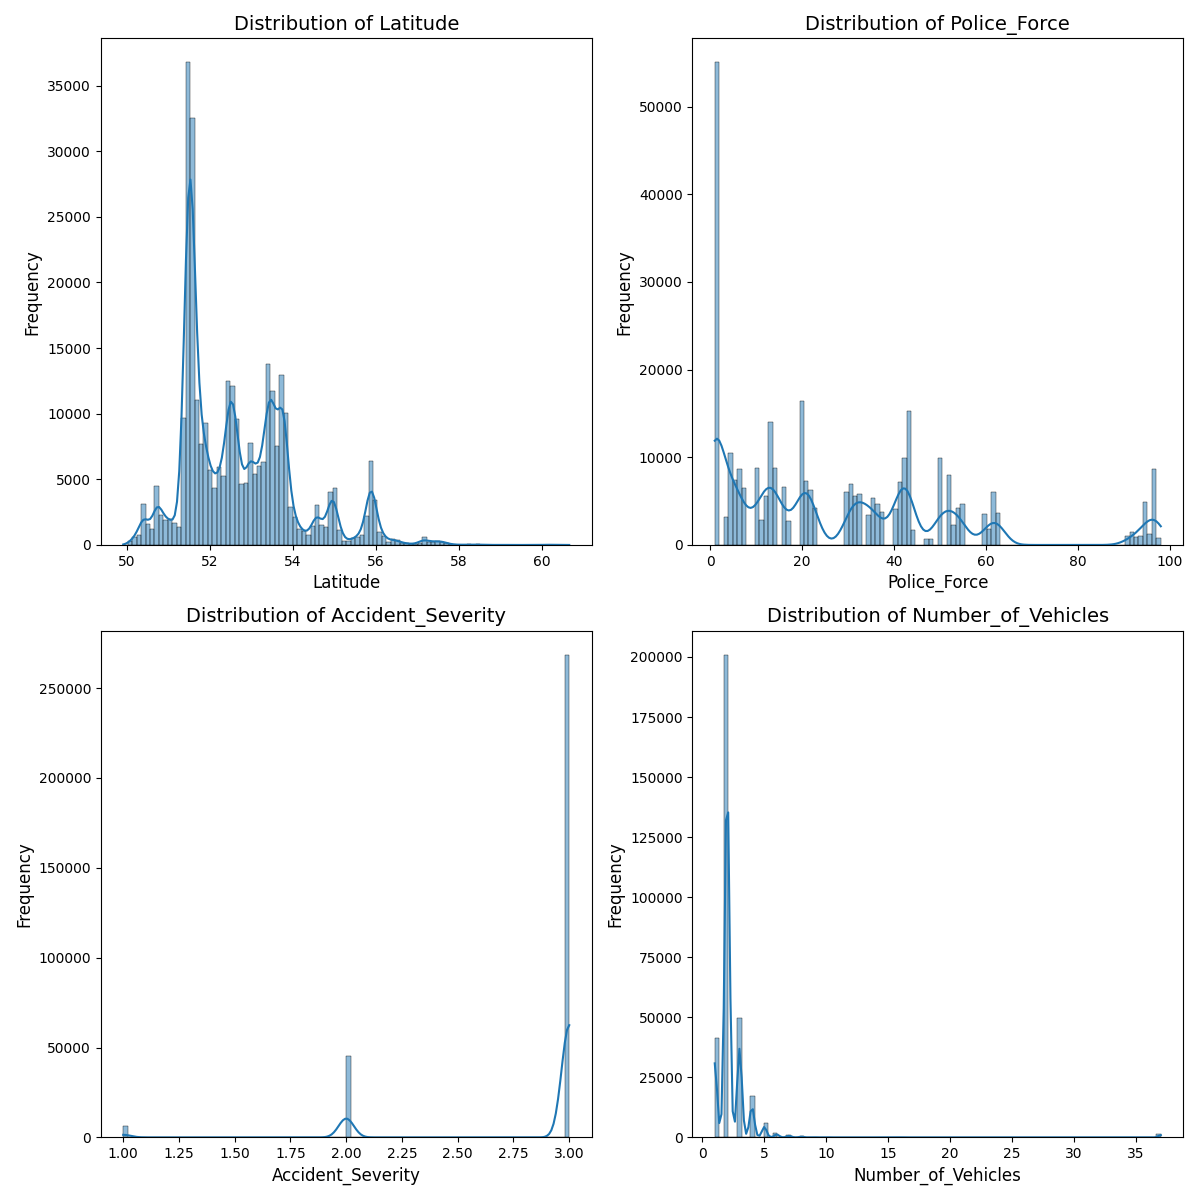 Distribution of Latitude
Frequency
35000
30000
25000
20000
15000
10000
5000
0
50 52 54 56 58 60
Latitude
Distribution of Police_Force
Frequency
50000
40000
30000
20000
10000
0
0 20 40 60 80 100
Police_Force
Distribution of Accident_Severity
Frequency
250000
200000
150000
100000
50000
0
1.00 1.25 1.50 1.75 2.00 2.25 2.50 2.75 3.00
Accident_Severity
Distribution of Number_of_Vehicles
Frequency
200000
175000
150000
125000
100000
75000
50000
25000
0
0 5 10 15 20 25 30 35
Number_of_Vehicles